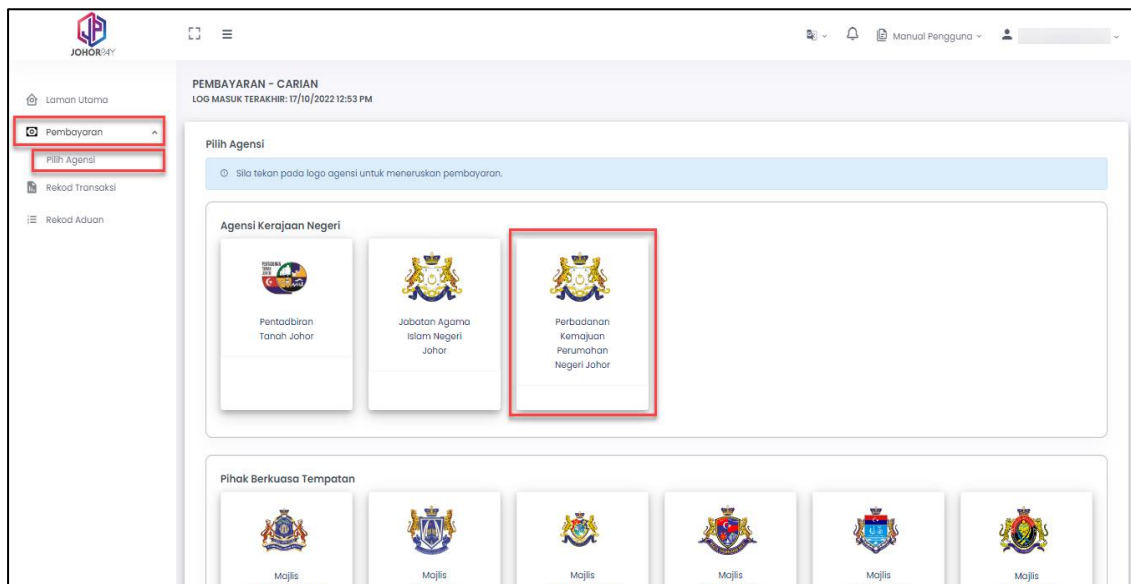 JP
JOHORPAY
Manual Pengguna
PEMBAYARAN - CARIAN
LOG MASUK TERAKHIR: 17/10/2022 12:53 PM
Laman Utama
Pembayaran
Pilih Agensi
Rekod Transaksi
Rekod Aduan
Pilih Agensi
Sila tekan pada logo agensi untuk meneruskan pembayaran.
Agensi Kerajaan Negeri
Pentadbiran
Tanah Johor
Jabatan Agama
Islam Negeri
Johor
Perbadanan
Kemajuan
Perumahan
Negeri Johor
Pihak Berkuasa Tempatan
Majlis
Majlis
Majlis
Majlis
Majlis
Majlis